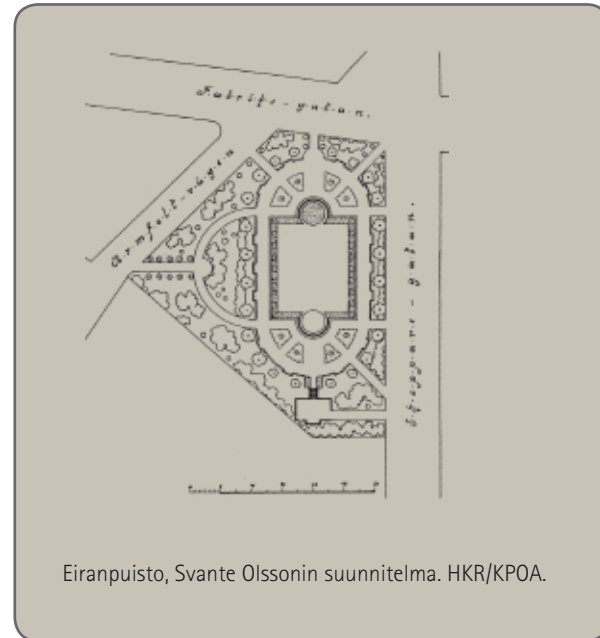 Fabriks-gatan.
Armfelt-vägen
Skeppare-gatan.
Eiranpuisto, Svante Olssonin suunnitelma. HKR/KPOA.